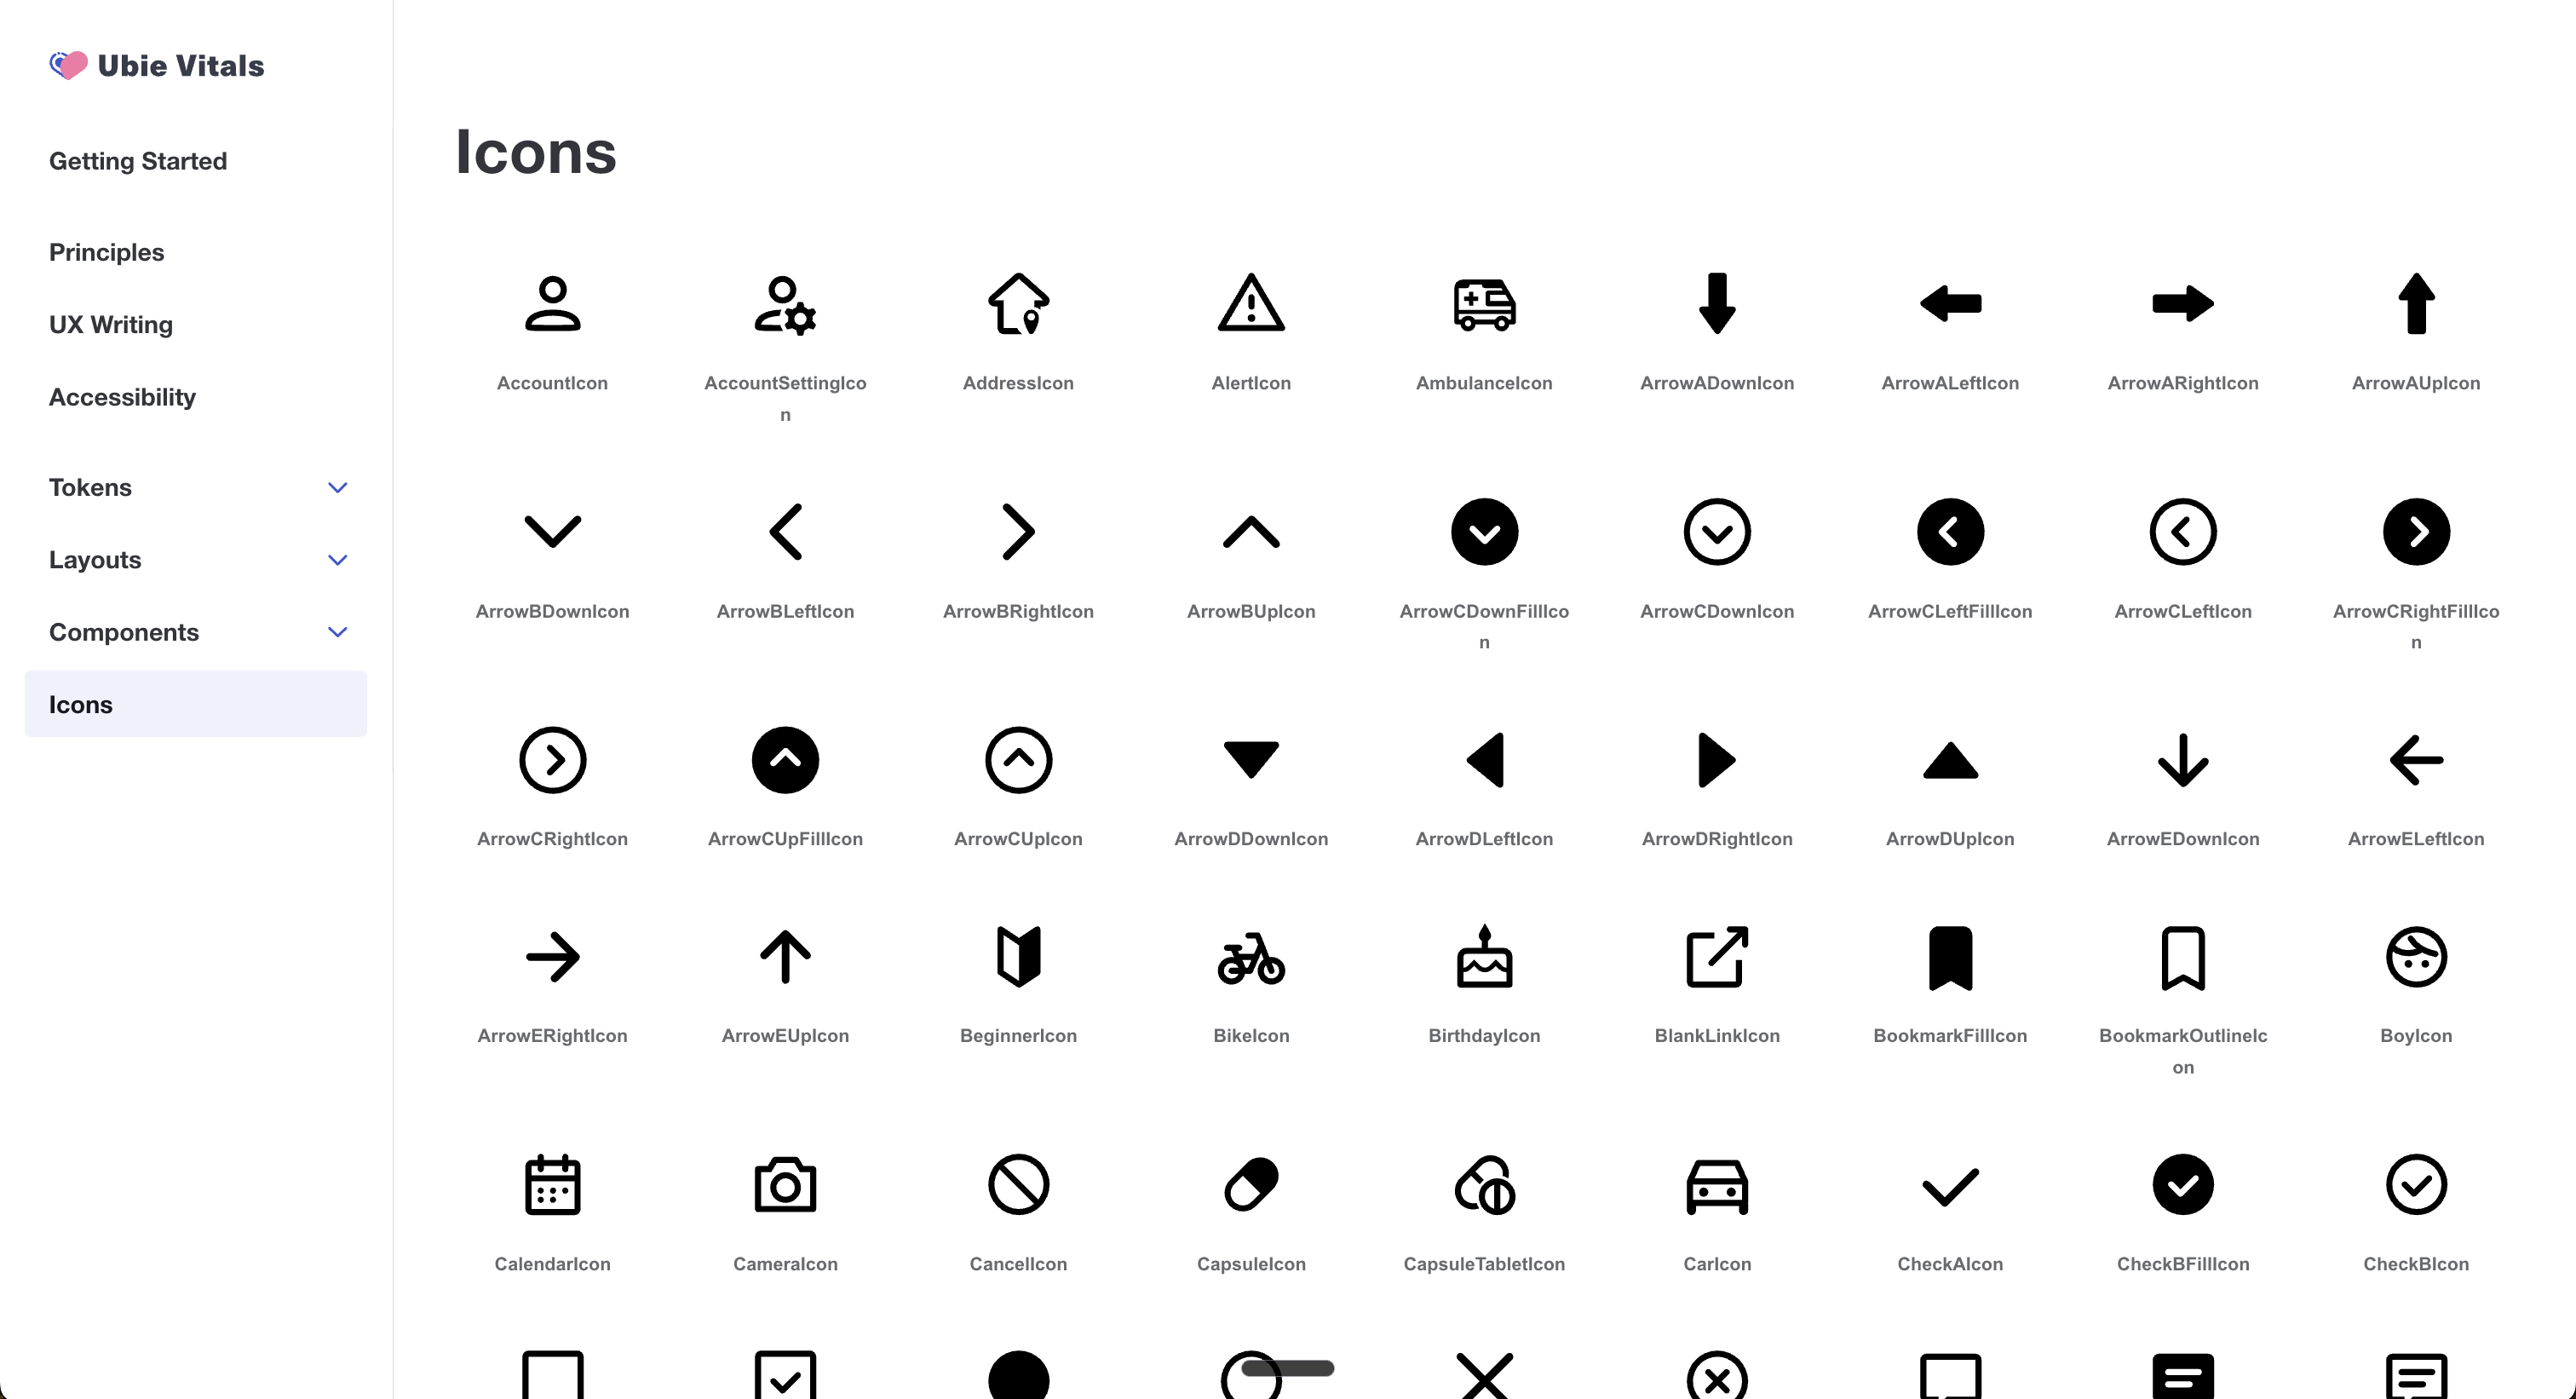 Ubie Vitals
Getting Started
Principles
UX Writing
Accessibility
Tokens
Layouts
Components
Icons
Icons
AccountIcon
AccountSettingIco
n
AddressIcon
AlertIcon
AmbulanceIcon
ArrowADownIcon
ArrowALeftIcon
ArrowARightIcon
ArrowAUpIcon
ArrowBDownIcon
ArrowBLeftIcon
ArrowBRightIcon
ArrowBUpIcon
ArrowCDownFillIco
n
ArrowCDownIcon
ArrowCLeftFillIcon
ArrowCLeftIcon
ArrowCRightFillIco
n
ArrowCRightIcon
ArrowCUpFillIcon
ArrowCUpIcon
ArrowDDownIcon
ArrowDLeftIcon
ArrowDRightIcon
ArrowDUpIcon
ArrowEDownIcon
ArrowELeftIcon
ArrowERightIcon
ArrowEUpIcon
BeginnerIcon
BikeIcon
BirthdayIcon
BlankLinkIcon
BookmarkFillIcon
BookmarkOutlineIc
on
BoyIcon
CalendarIcon
CameraIcon
CancelIcon
CapsuleIcon
CapsuleTabletIcon
CarIcon
CheckAIcon
CheckBFillIcon
CheckBIcon